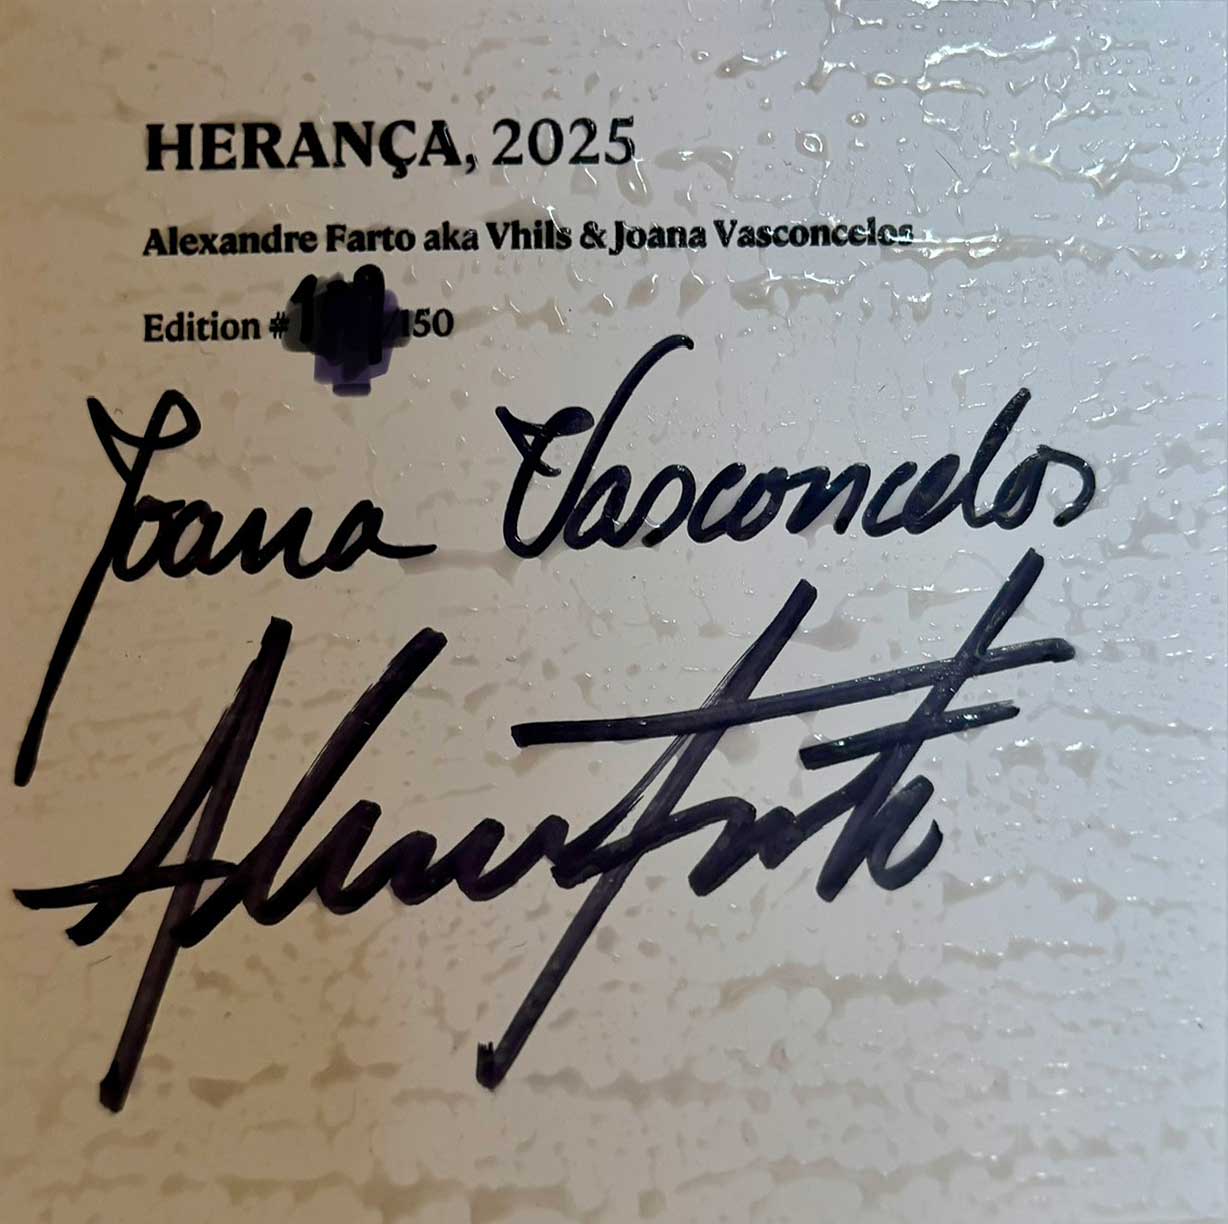 HERANÇA, 2025
Alexandre Farto aka Vhils & Joana Vasconcelos
Edition # /150
Joana Vasconcelos